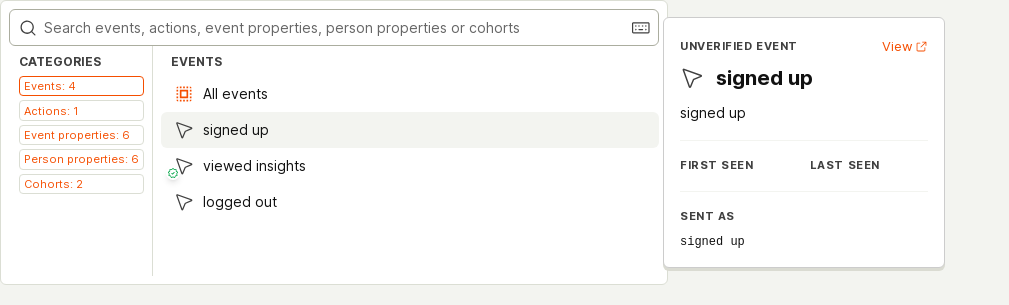 Search events, actions, event properties, person properties or cohorts
CATEGORIES
Events: 4
Actions: 1
Event properties: 6
Person properties: 6
Cohorts: 2
EVENTS
All events
signed up
viewed insights
logged out
UNVERIFIED EVENT
View
signed up
signed up
FIRST SEEN
LAST SEEN
SENT AS
signed up